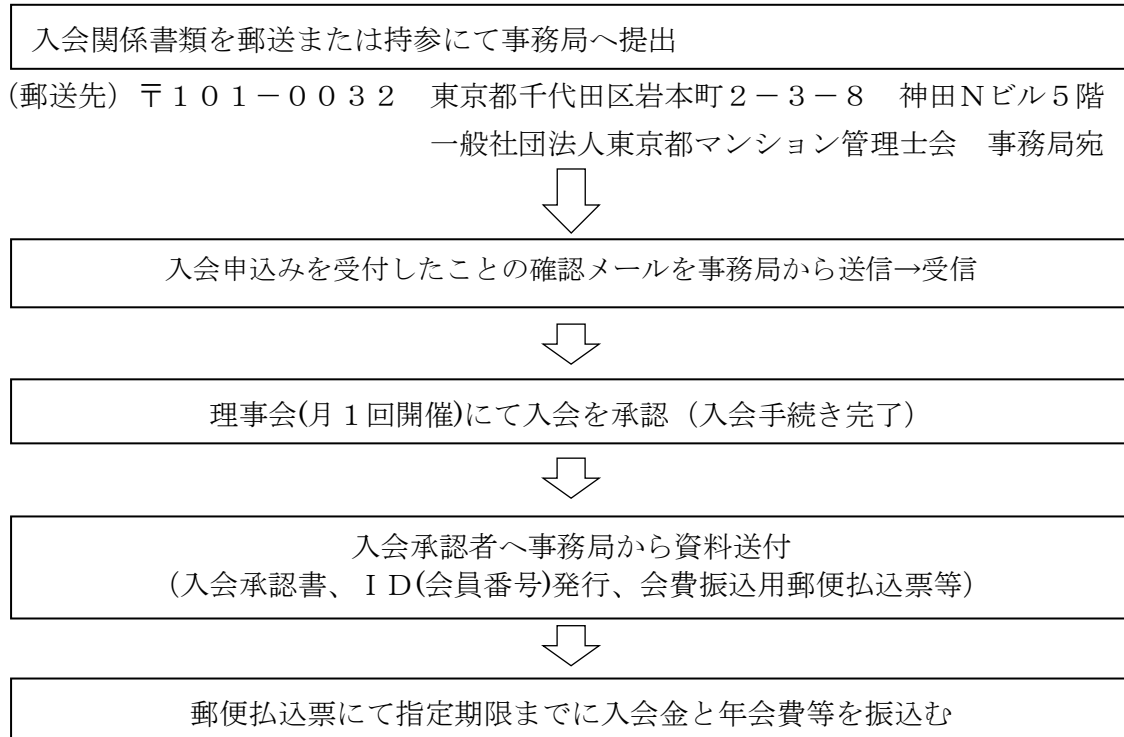 入会関係書類を郵送または持参にて事務局へ提出
(郵送先）〒１０１－００３２　東京都千代田区岩本町２－３－８　神田Ｎビル５階
一般社団法人東京都マンション管理士会　事務局宛
入会申込みを受付したことの確認メールを事務局から送信→受信
理事会(月１回開催)にて入会を承認（入会手続き完了）
入会承認者へ事務局から資料送付
（入会承認書、ＩＤ(会員番号)発行、会費振込用郵便払込票等）
郵便払込票にて指定期限までに入会金と年会費等を振込む